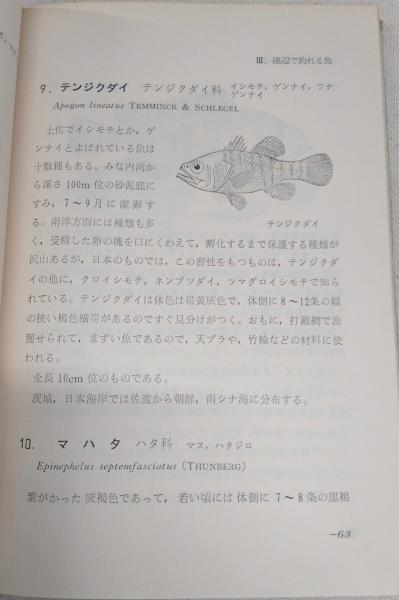 III. 磯辺で釣れる魚
9. テンジクダイ テンジクダイ科 イシモチ, ゲンナイ, フナゲンナイ
Apogon lineatus TEMMINCK & SCHLECEL
土佐でイシモチとか, ゲ
ンナイとよばれている魚は
十数種もある。みな内湾か
ら深さ 100m 位の砂泥底に
すみ, 7～9月に産卵す
る。南洋方面には種類も多
テンジクダイ
く, 受精した卵の塊を口にくわえて, 孵化するまで保護する種類が
沢山あるが, 日本のものでは, この習性をもつものは, テンジクダ
イの他に, クロイシモチ, ネンブツダイ, ツマグロイシモチで知ら
れている。テンジクダイは体色は帯黄灰色で, 体側に 8～12条の幅
の狭い褐色横帯があるのですぐ見分けがつく。おもに, 打瀬網で漁
獲せられて, まずい魚であるので, 天プラや, 竹輪などの材料に使
われる。
全長 10cm 位のものである。
茨城, 日本海岸では佐渡から朝鮮, 南シナ海に分布する。
10. マハタ ハタ科 マス, ハタジロ
Epinephelus septemfasciatus (THUNBERG)
紫がかった 灰褐色であって, 若い頃には 体側に 7～8 条の黒褐
-63